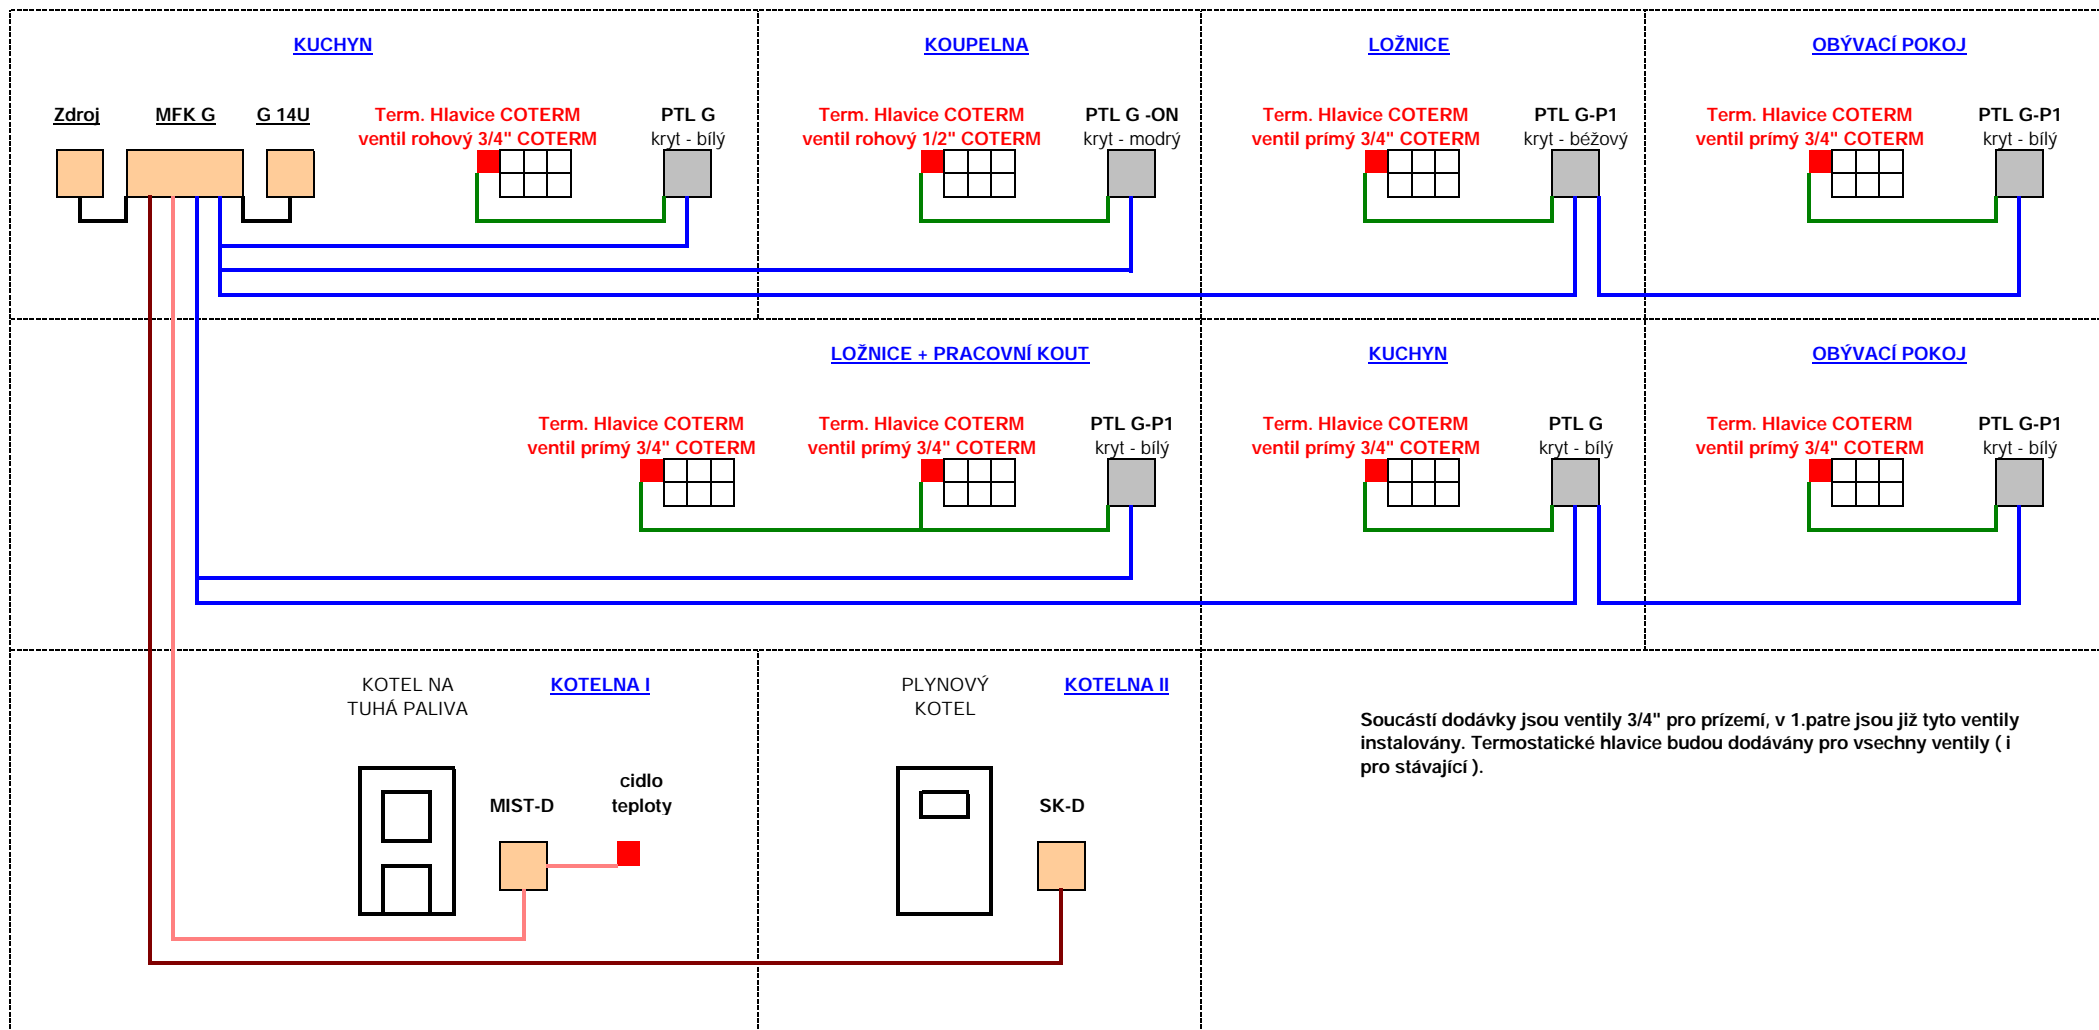 KUCHYN
KOUPELNA
LOŽNICE
OBÝVACÍ POKOJ
Zdroj
MFK G
G 14U
Term. Hlavice COTERM
ventil rohový 3/4" COTERM
PTL G
kryt - bílý
Term. Hlavice COTERM
ventil rohový 1/2" COTERM
PTL G -ON
kryt - modrý
Term. Hlavice COTERM
ventil prímý 3/4" COTERM
PTL G-P1
kryt - béžový
Term. Hlavice COTERM
ventil prímý 3/4" COTERM
PTL G-P1
kryt - bílý
LOŽNICE + PRACOVNÍ KOUT
KUCHYN
OBÝVACÍ POKOJ
Term. Hlavice COTERM
ventil prímý 3/4" COTERM
Term. Hlavice COTERM
ventil prímý 3/4" COTERM
PTL G-P1
kryt - bílý
Term. Hlavice COTERM
ventil prímý 3/4" COTERM
PTL G
kryt - bílý
Term. Hlavice COTERM
ventil prímý 3/4" COTERM
PTL G-P1
kryt - bílý
KOTEL NA
TUHÁ PALIVA
KOTELNA I
PLYNOVÝ
KOTEL
KOTELNA II
MIST-D
cidlo
teploty
SK-D
Soucástí dodávky jsou ventily 3/4" pro prízemí, v 1.patre jsou již tyto ventily
instalovány. Termostatické hlavice budou dodávány pro vsechny ventily ( i
pro stávající ).